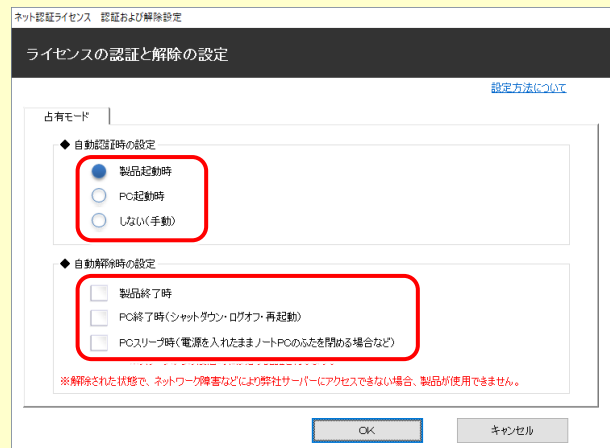 ネット認証ライセンス 認証および解除設定
ライセンスの認証と解除の設定
設定方法について
占有モード
◆ 自動認証時の設定
製品起動時
PC起動時
しない(手動)
◆ 自動解除時の設定
製品終了時
PC終了時(シャットダウン・ログオフ・再起動)
PCスリープ時(電源を入れたままノートPCのふたを閉める場合など)
※解除された状態で、ネットワーク障害などにより弊社サーバーにアクセスできない場合、製品が使用できません。
OK
キャンセル